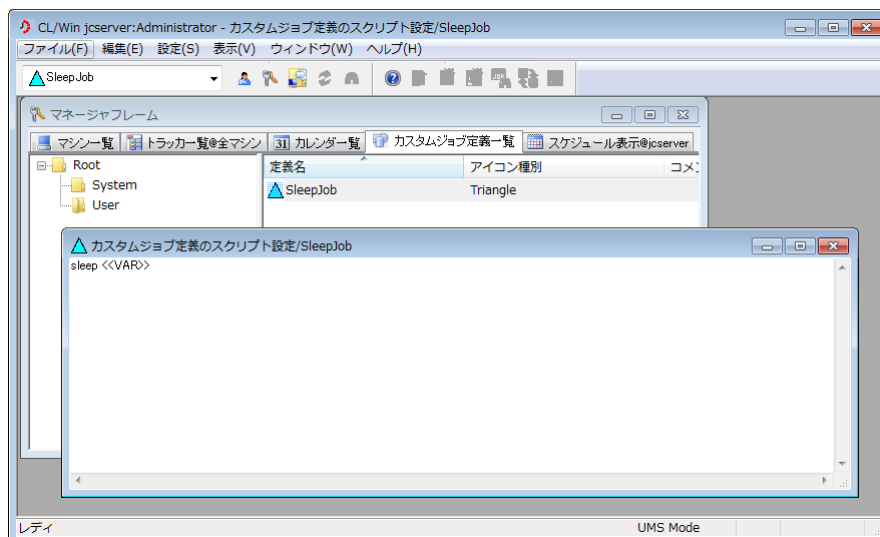 CL/Win jcserver:Administrator - カスタムジョブ定義のスクリプト設定/SleepJob
ファイル(F) 編集(E) 設定(S) 表示(V) ウィンドウ(W) ヘルプ(H)
SleepJob
マネージャフレーム
マシン一覧 トラッカ一覧@全マシン 31 カレンダ一覧 カスタムジョブ定義一覧 スケジュール表示@jcserver
Root 定義名 アイコン種別 コメン
System SleepJob Triangle
User
カスタムジョブ定義のスクリプト設定/SleepJob
sleep <<VAR>>
レディ UMS Mode